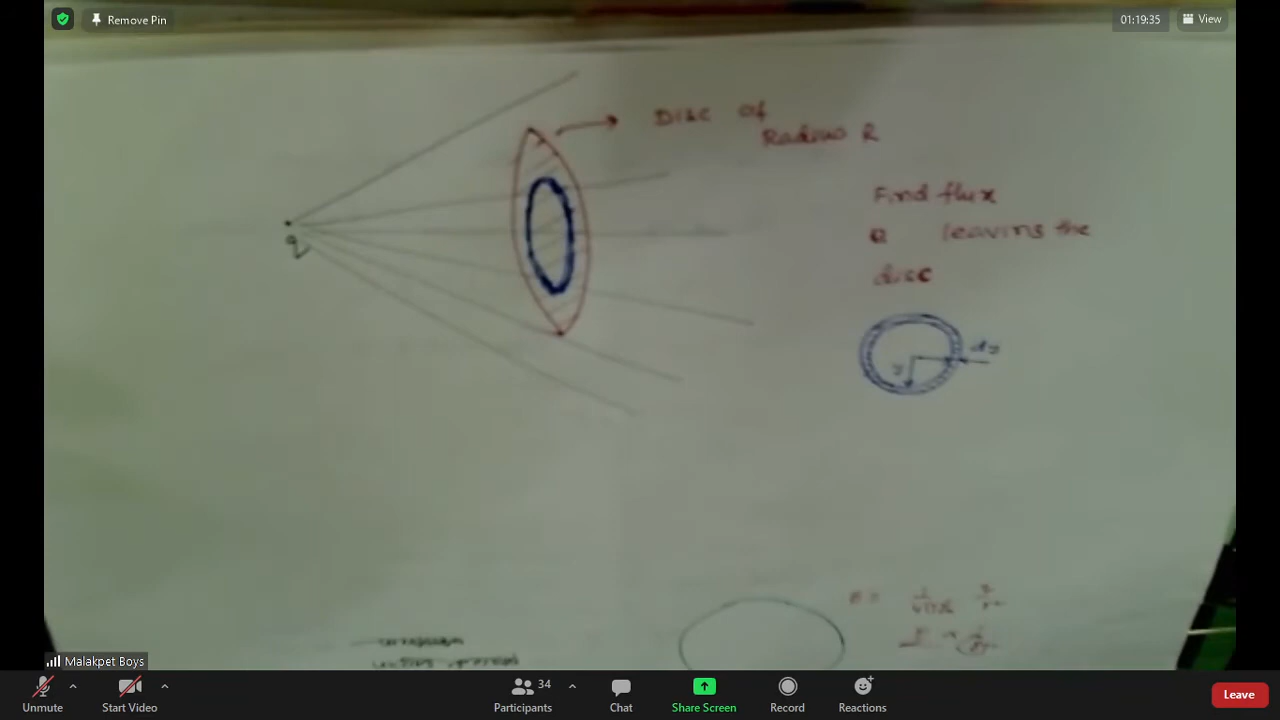 Remove Pin
01:19:35
View
Disc of
Radius R
q
Find flux
leaving the
disc
dy
y
Malakpet Boys
Unmute
Start Video
34
Participants
Chat
Share Screen
Record
Reactions
Leave